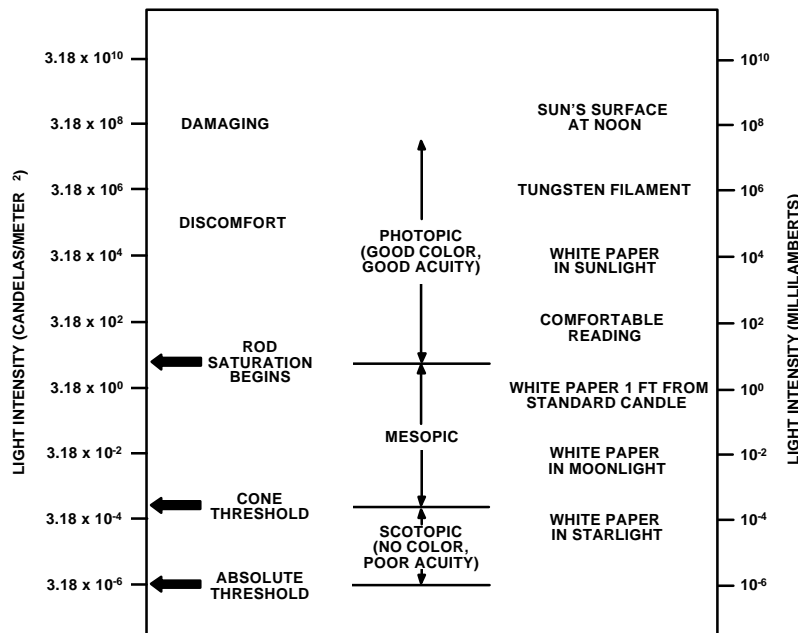 LIGHT INTENSITY (CANDELAS/METER ²)
3.18 x 10¹⁰
3.18 x 10⁸
3.18 x 10⁶
3.18 x 10⁴
3.18 x 10²
3.18 x 10⁰
3.18 x 10⁻²
3.18 x 10⁻⁴
3.18 x 10⁻⁶
DAMAGING
DISCOMFORT
ROD
SATURATION
BEGINS
CONE
THRESHOLD
ABSOLUTE
THRESHOLD
PHOTOPIC
(GOOD COLOR,
GOOD ACUITY)
MESOPIC
SCOTOPIC
(NO COLOR,
POOR ACUITY)
SUN'S SURFACE
AT NOON
TUNGSTEN FILAMENT
WHITE PAPER
IN SUNLIGHT
COMFORTABLE
READING
WHITE PAPER 1 FT FROM
STANDARD CANDLE
WHITE PAPER
IN MOONLIGHT
WHITE PAPER
IN STARLIGHT
10¹⁰
10⁸
10⁶
10⁴
10²
10⁰
10⁻²
10⁻⁴
10⁻⁶
LIGHT INTENSITY (MILLILAMBERTS)